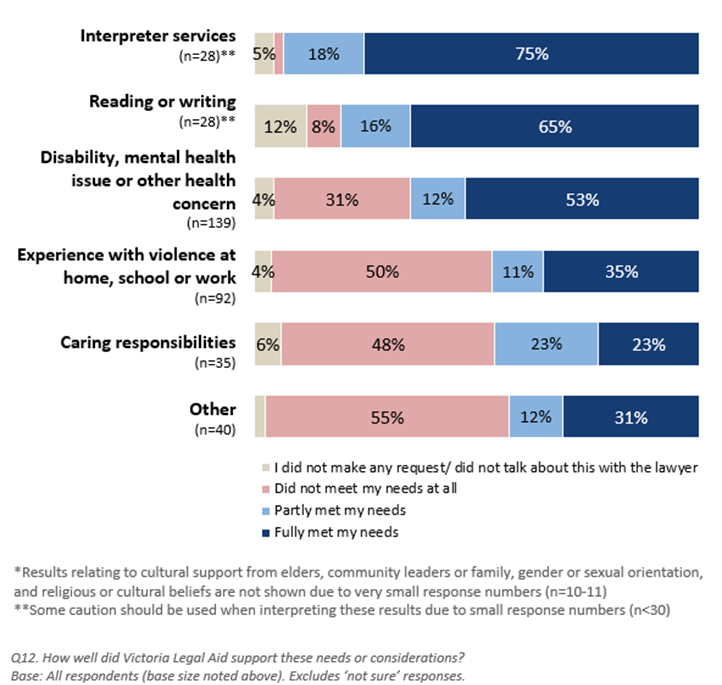 Interpreter services
(n=28)**
5%
18%
75%
Reading or writing
(n=28)**
12%
8%
16%
65%
Disability, mental health
issue or other health
concern
(n=139)
4%
31%
12%
53%
Experience with violence at
home, school or work
(n=92)
4%
50%
11%
35%
Caring responsibilities
(n=35)
6%
48%
23%
23%
Other
(n=40)
55%
12%
31%
I did not make any request/ did not talk about this with the lawyer
Did not meet my needs at all
Partly met my needs
Fully met my needs
*Results relating to cultural support from elders, community leaders or family, gender or sexual orientation,
and religious or cultural beliefs are not shown due to very small response numbers (n=10-11)
**Some caution should be used when interpreting these results due to small response numbers (n<30)
Q12. How well did Victoria Legal Aid support these needs or considerations?
Base: All respondents (base size noted above). Excludes ‘not sure’ responses.